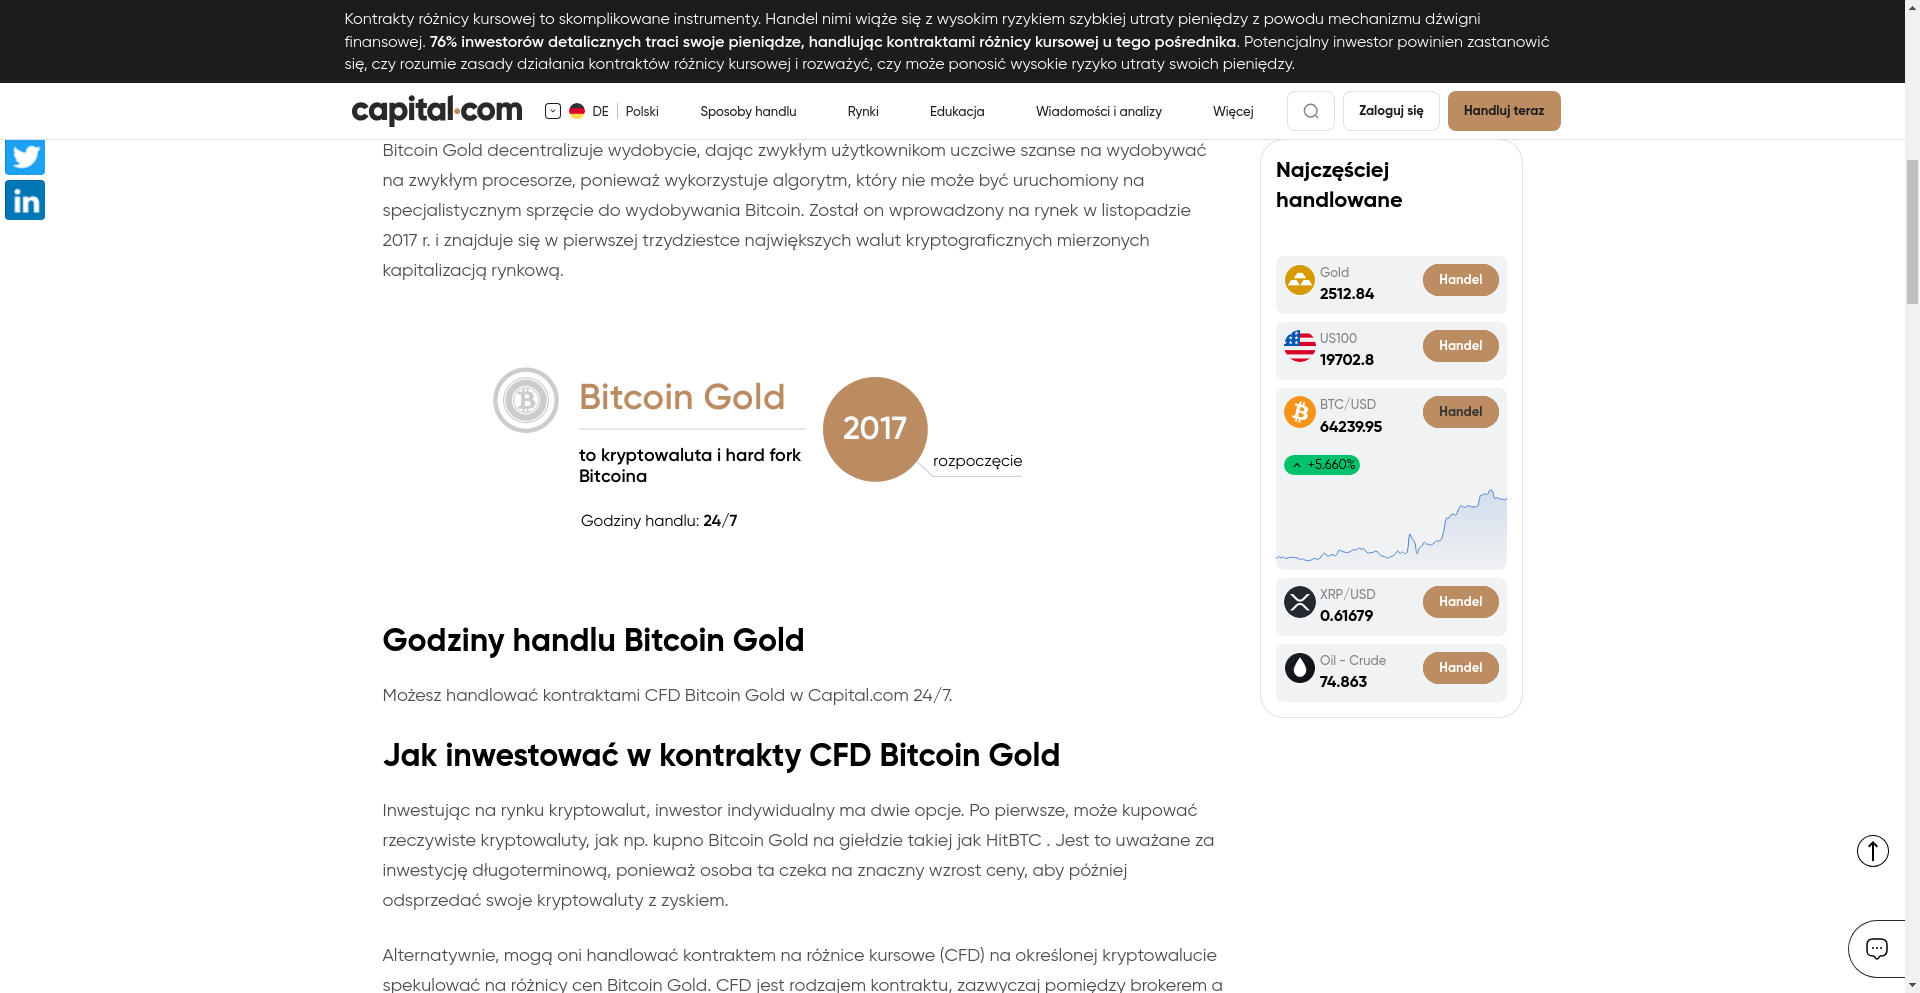 Kontrakty różnicy kursowej to skomplikowane instrumenty. Handel nimi wiąże się z wysokim ryzykiem szybkiej utraty pieniędzy z powodu mechanizmu dźwigni
finansowej. 76% inwestorów detalicznych traci swoje pieniądze, handlując kontraktami różnicy kursowej u tego pośrednika. Potencjalny inwestor powinien zastanowić
się, czy rozumie zasady działania kontraktów różnicy kursowej i rozważyć, czy może ponosić wysokie ryzyko utraty swoich pieniędzy.
capital.com
DE
Polski
Sposoby handlu
Rynki
Edukacja
Wiadomości i analizy
Więcej
Zaloguj się
Handluj teraz
in
Bitcoin Gold decentralizuje wydobycie, dając zwykłym użytkownikom uczciwe szanse na wydobywać
na zwykłym procesorze, ponieważ wykorzystuje algorytm, który nie może być uruchomiony na
specjalistycznym sprzęcie do wydobywania Bitcoin. Został on wprowadzony na rynek w listopadzie
2017 r. i znajduje się w pierwszej trzydziestce największych walut kryptograficznych mierzonych
kapitalizacją rynkową.
Bitcoin Gold
to kryptowaluta i hard fork
Bitcoina
Godziny handlu: 24/7
2017
rozpoczęcie
Godziny handlu Bitcoin Gold
Możesz handlować kontraktami CFD Bitcoin Gold w Capital.com 24/7.
Jak inwestować w kontrakty CFD Bitcoin Gold
Inwestując na rynku kryptowalut, inwestor indywidualny ma dwie opcje. Po pierwsze, może kupować
rzeczywiste kryptowaluty, jak np. kupno Bitcoin Gold na giełdzie takiej jak HitBTC . Jest to uważane za
inwestycję długoterminową, ponieważ osoba ta czeka na znaczny wzrost ceny, aby później
odsprzedać swoje kryptowaluty z zyskiem.
Alternatywnie, mogą oni handlować kontraktem na różnice kursowe (CFD) na określonej kryptowalucie
spekulować na różnicy cen Bitcoin Gold. CFD jest rodzajem kontraktu, zazwyczaj pomiędzy brokerem a
Najczęściej
handlowane
Gold
2512.84
Handel
US100
19702.8
Handel
BTC/USD
64239.95
Handel
+5.660%
XRP/USD
0.61679
Handel
Oil - Crude
74.863
Handel